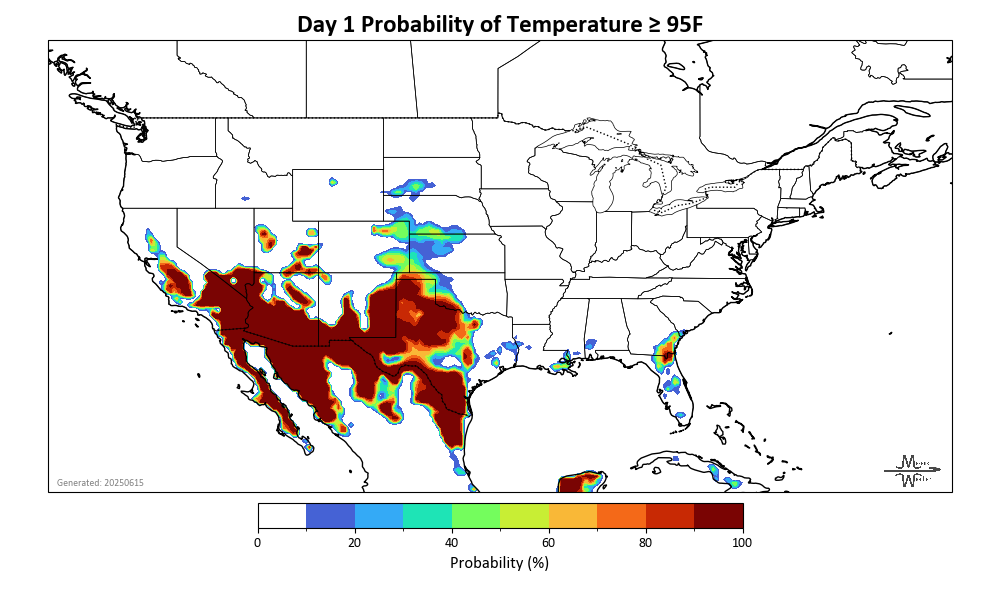 Day 1 Probability of Temperature ≥ 95F
Generated: 20250615
0 20 40 60 80 100
Probability (%)